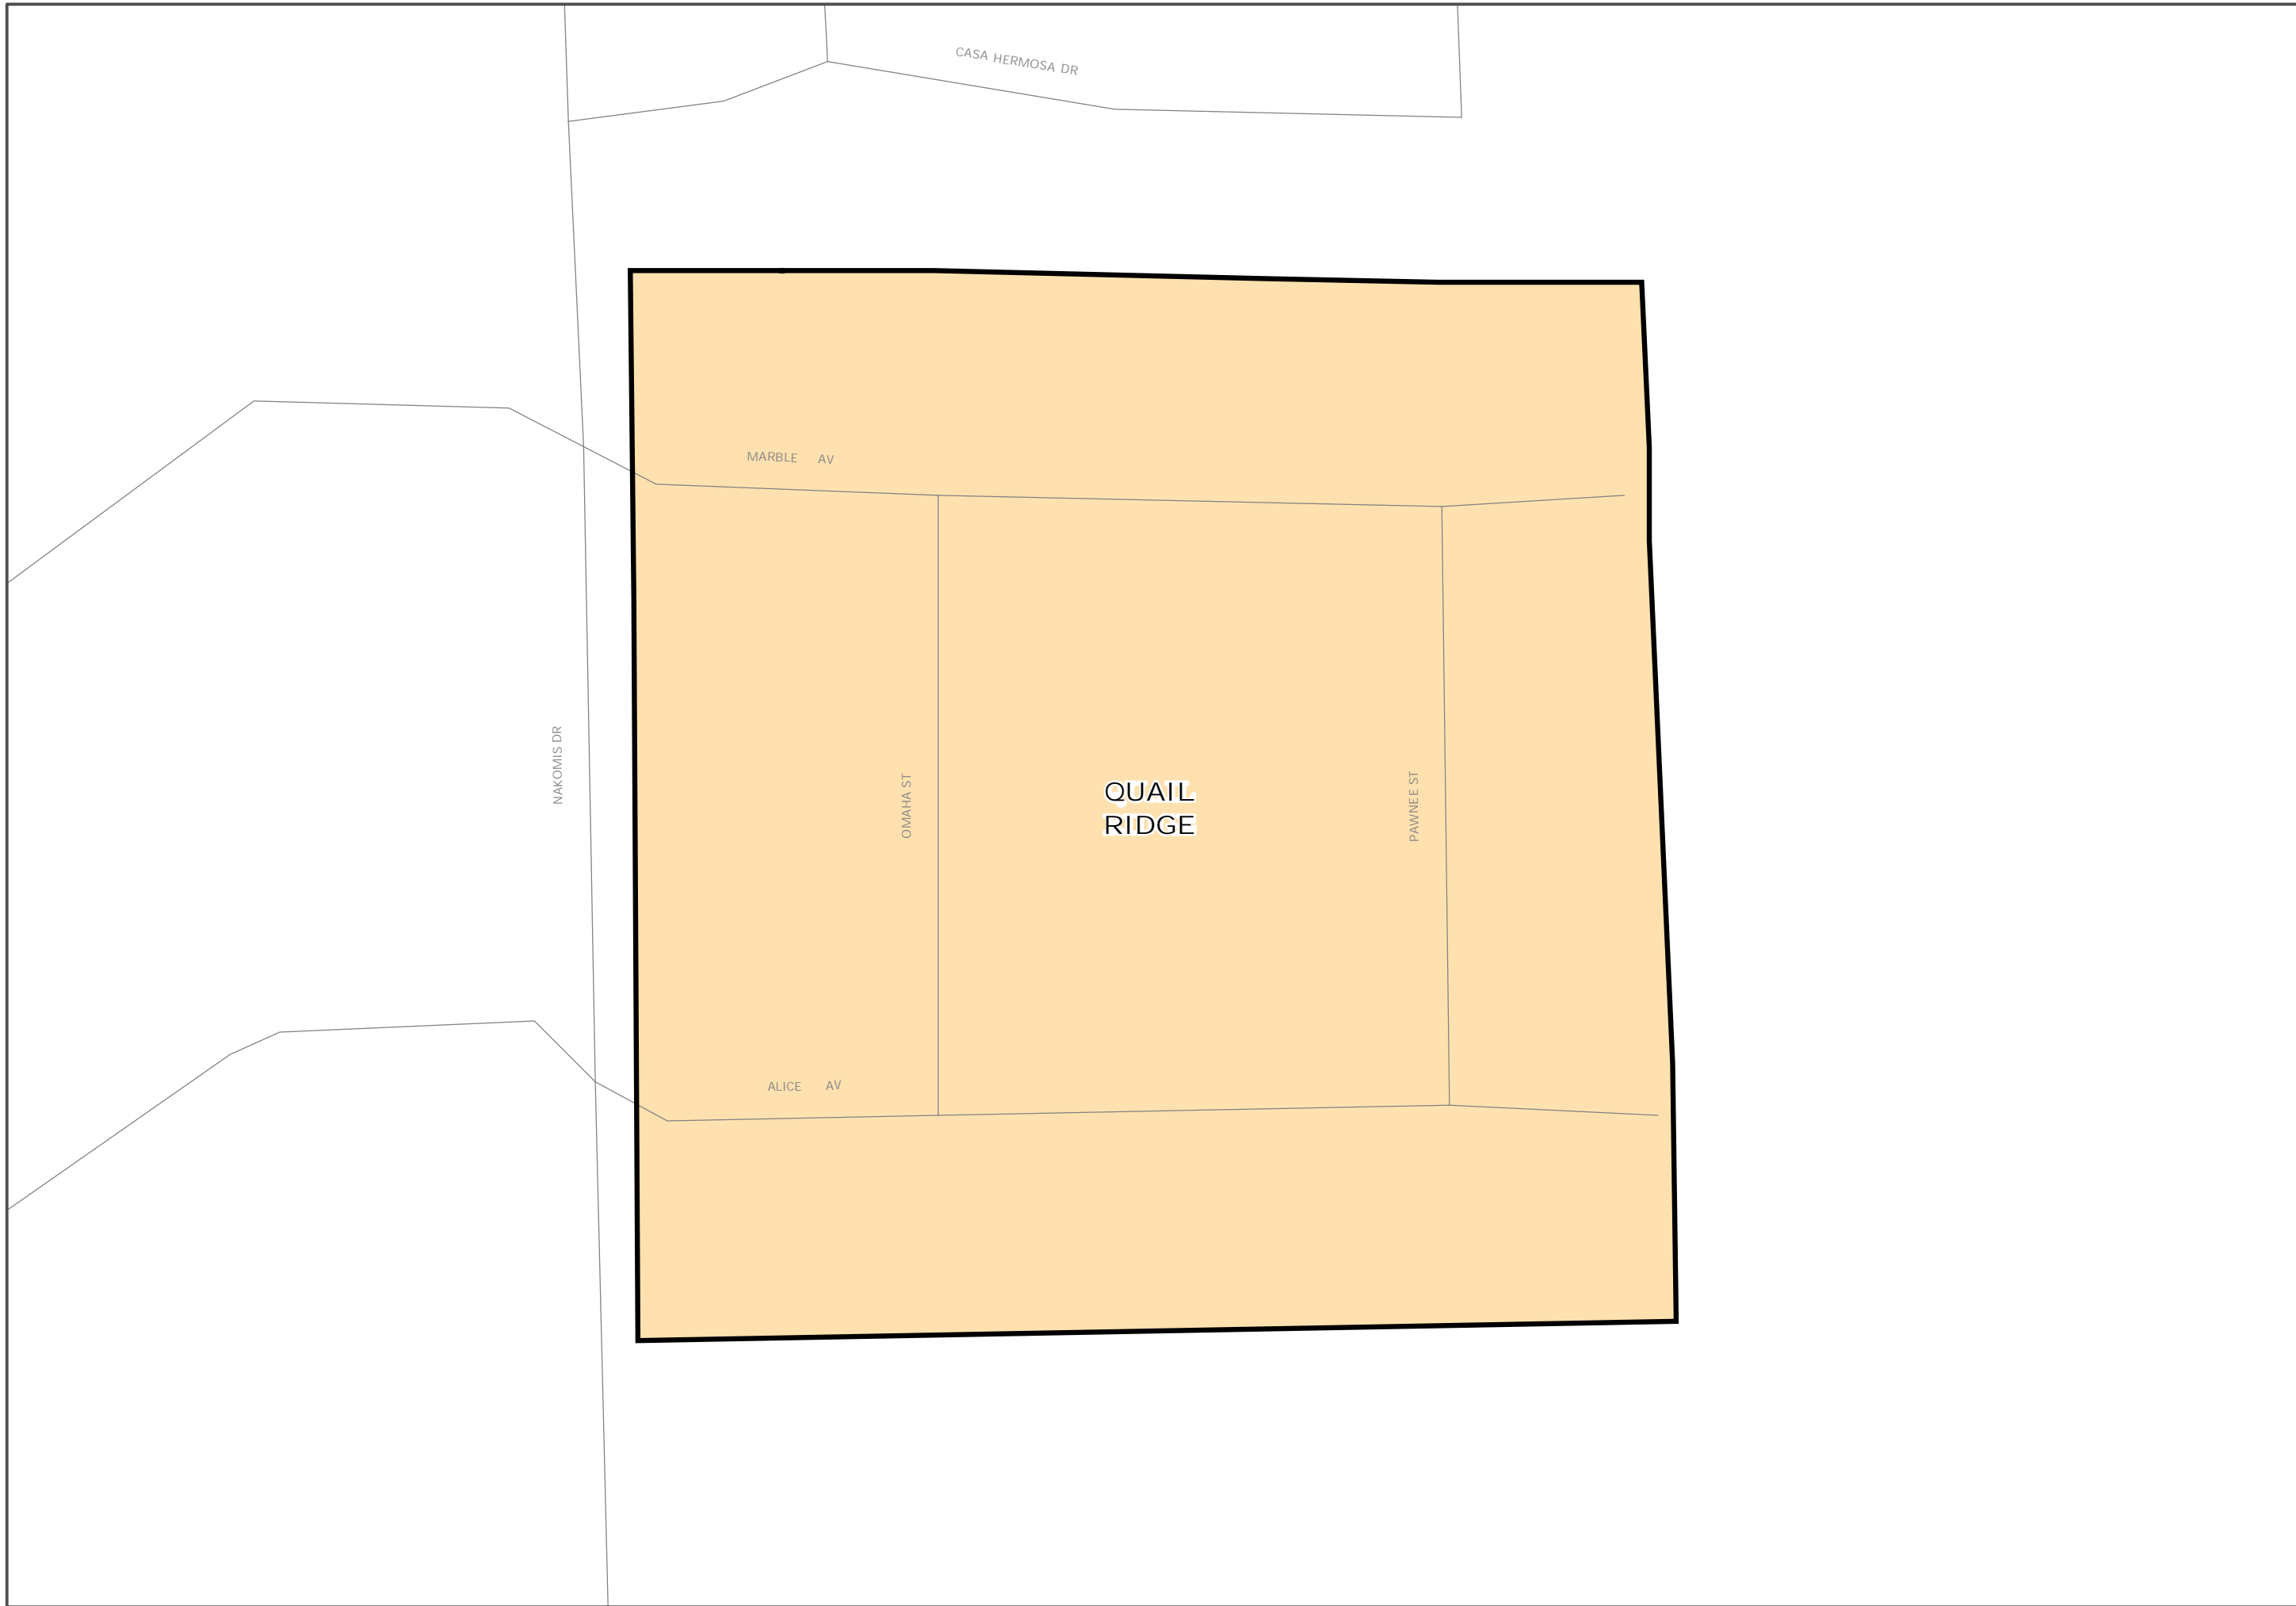 CASA HERMOSA DR
MARBLE AV
NAKOMIS DR
OMAHA ST
QUAIL
RIDGE
PAWNEE ST
ALICE AV